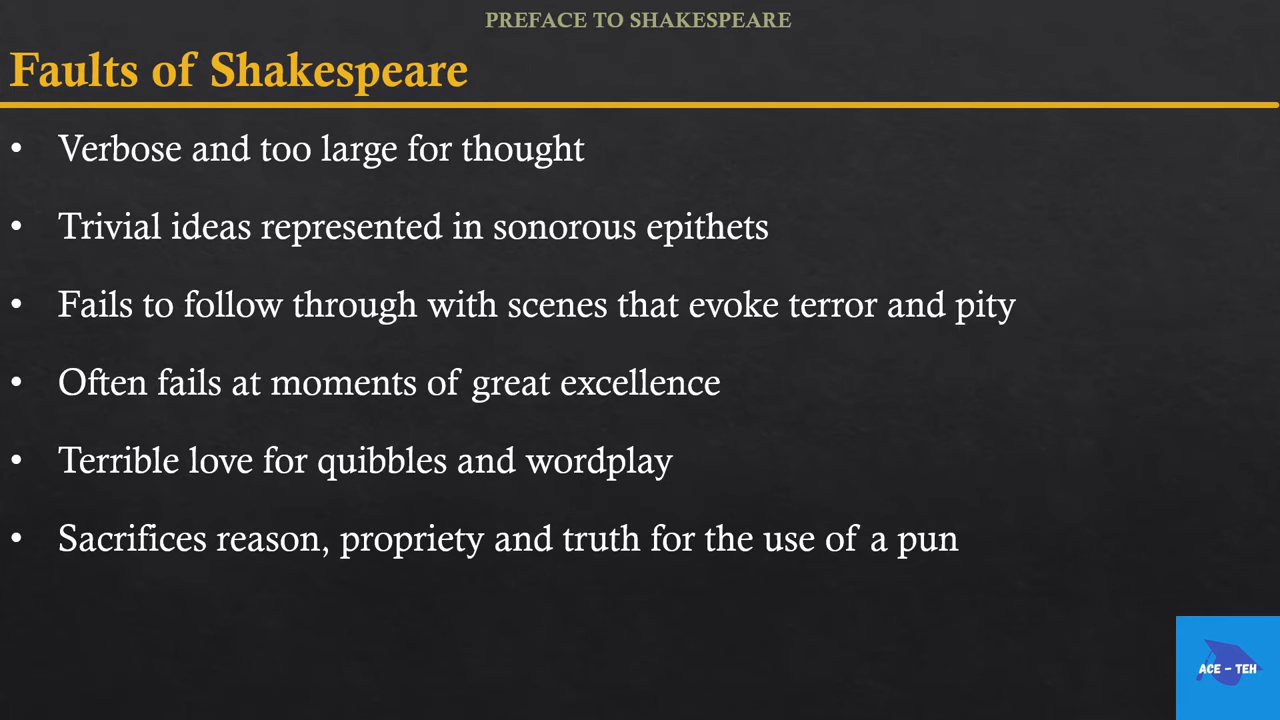 PREFACE TO SHAKESPEARE
Faults of Shakespeare
• Verbose and too large for thought
• Trivial ideas represented in sonorous epithets
• Fails to follow through with scenes that evoke terror and pity
• Often fails at moments of great excellence
• Terrible love for quibbles and wordplay
• Sacrifices reason, propriety and truth for the use of a pun
ACE - TEH